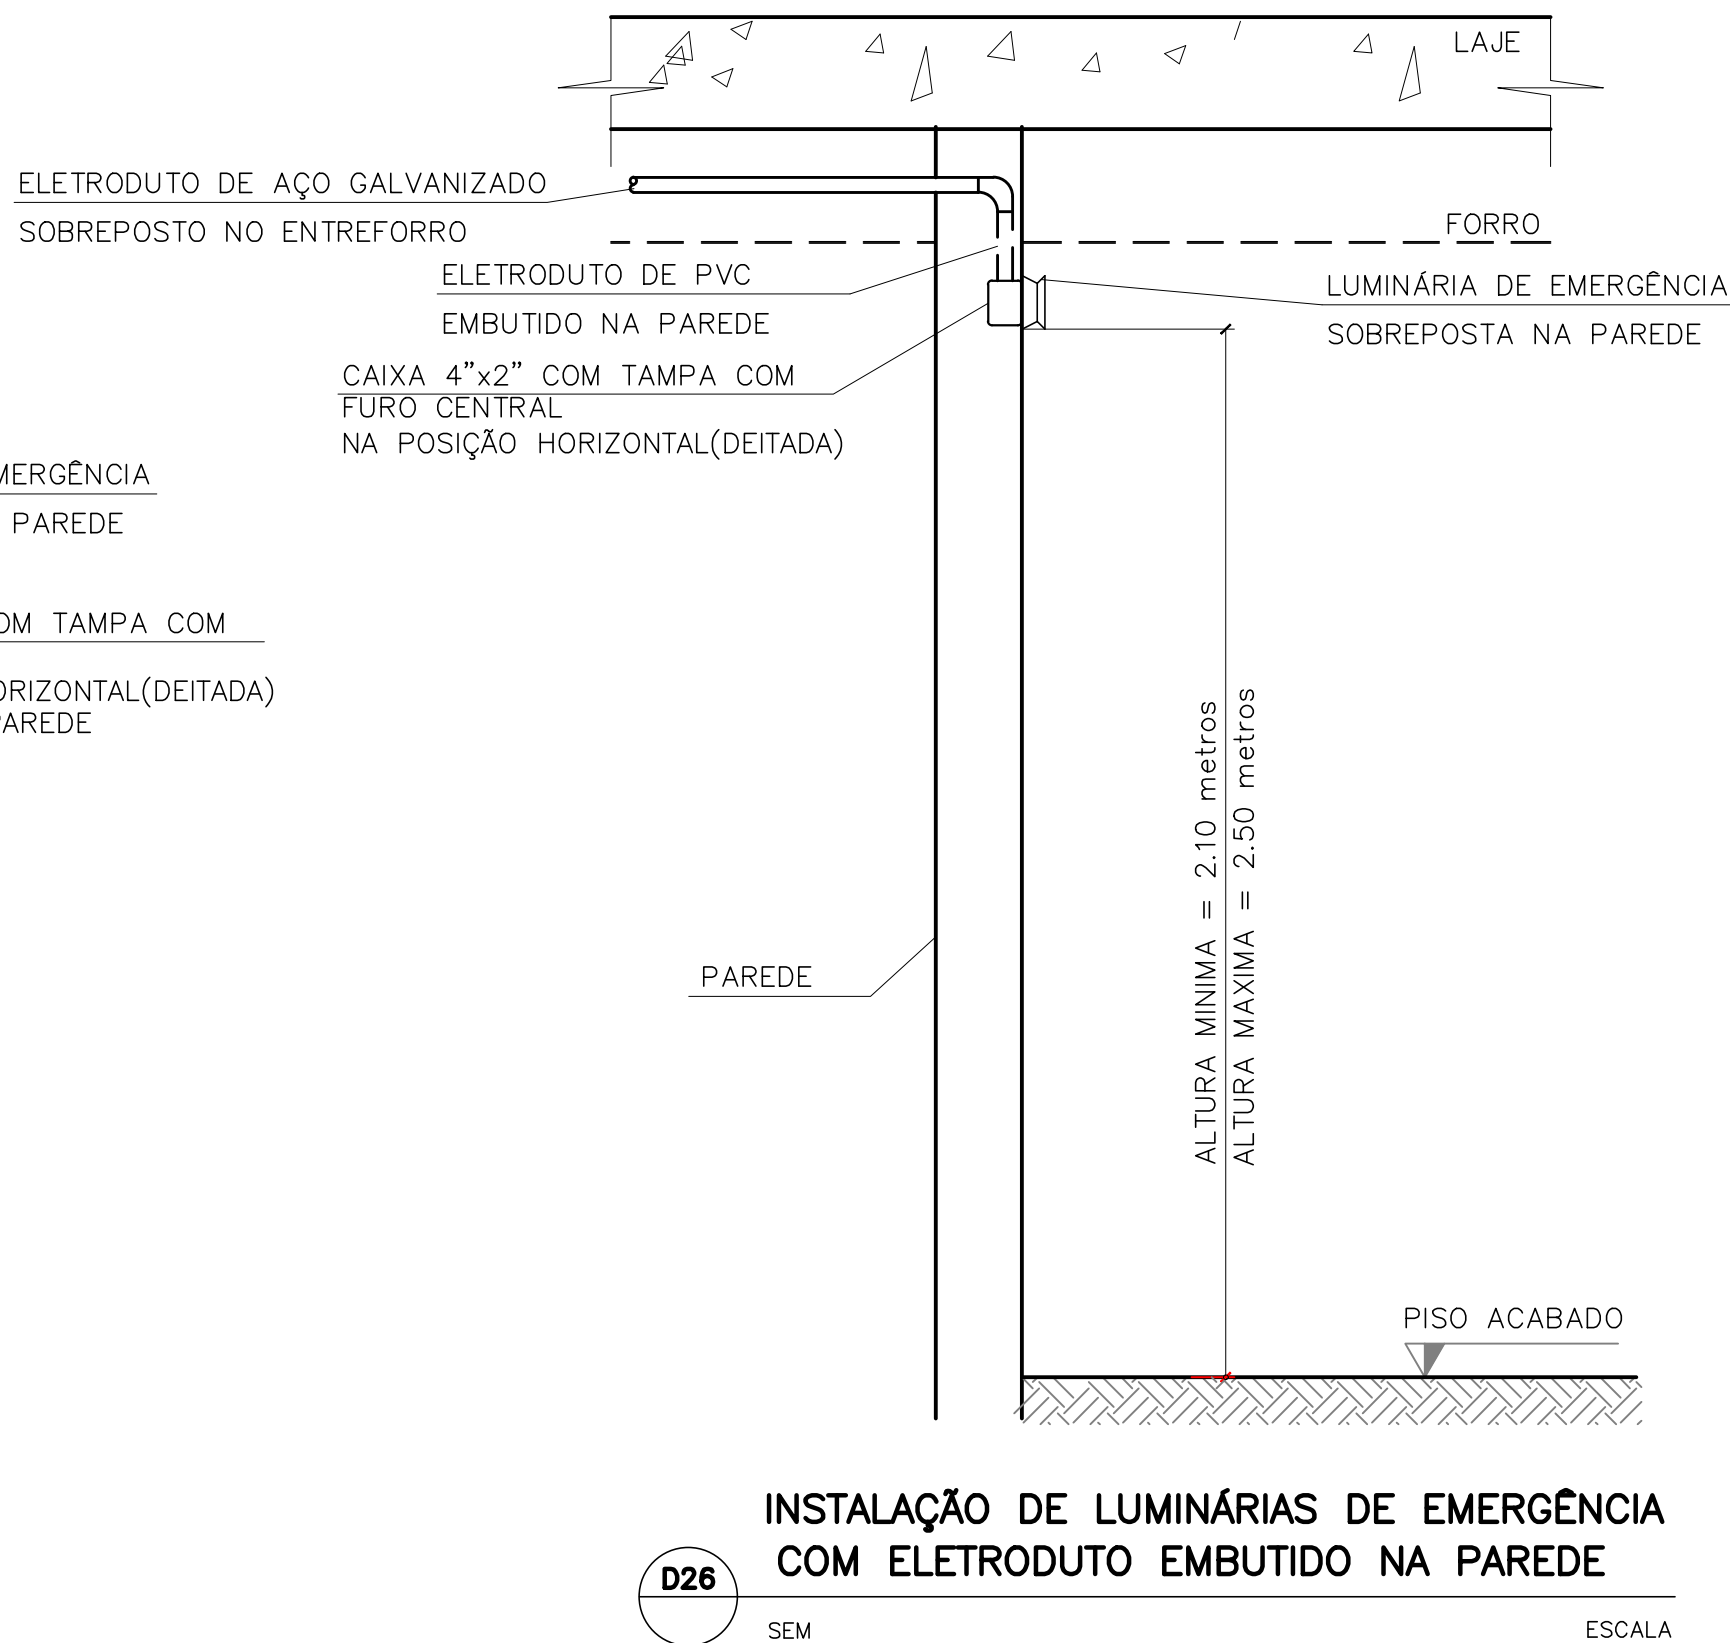 LAJE
ELETRODUTO DE AÇO GALVANIZADO
SOBREPOSTO NO ENTREFORRO
FORRO
ELETRODUTO DE PVC
EMBUTIDO NA PAREDE
LUMINÁRIA DE EMERGÊNCIA
SOBREPOSTA NA PAREDE
CAIXA 4"x2" COM TAMPA COM
FURO CENTRAL
NA POSIÇÃO HORIZONTAL(DEITADA)
MERGÊNCIA
PAREDE
OM TAMPA COM
ORIZONTAL(DEITADA)
PAREDE
ALTURA MINIMA = 2.10 metros
ALTURA MAXIMA = 2.50 metros
PAREDE
PISO ACABADO
INSTALAÇÃO DE LUMINÁRIAS DE EMERGÊNCIA
COM ELETRODUTO EMBUTIDO NA PAREDE
D26
SEM ESCALA